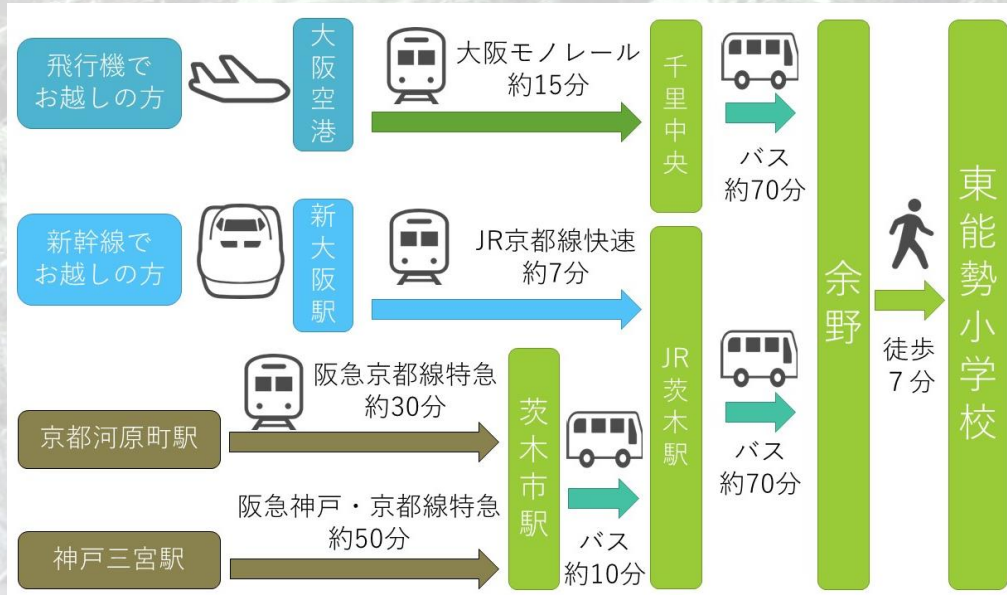 飛行機で
お越しの方
大阪空港
大阪モノレール
約15分
千里中央
バス
約70分
新幹線で
お越しの方
新大阪駅
JR京都線快速
約7分
JR茨木駅
バス
約70分
京都河原町駅
阪急京都線特急
約30分
神戸三宮駅
阪急神戸・京都線特急
約50分
茨木市駅
バス
約10分
余野
徒歩
7分
東能勢小学校